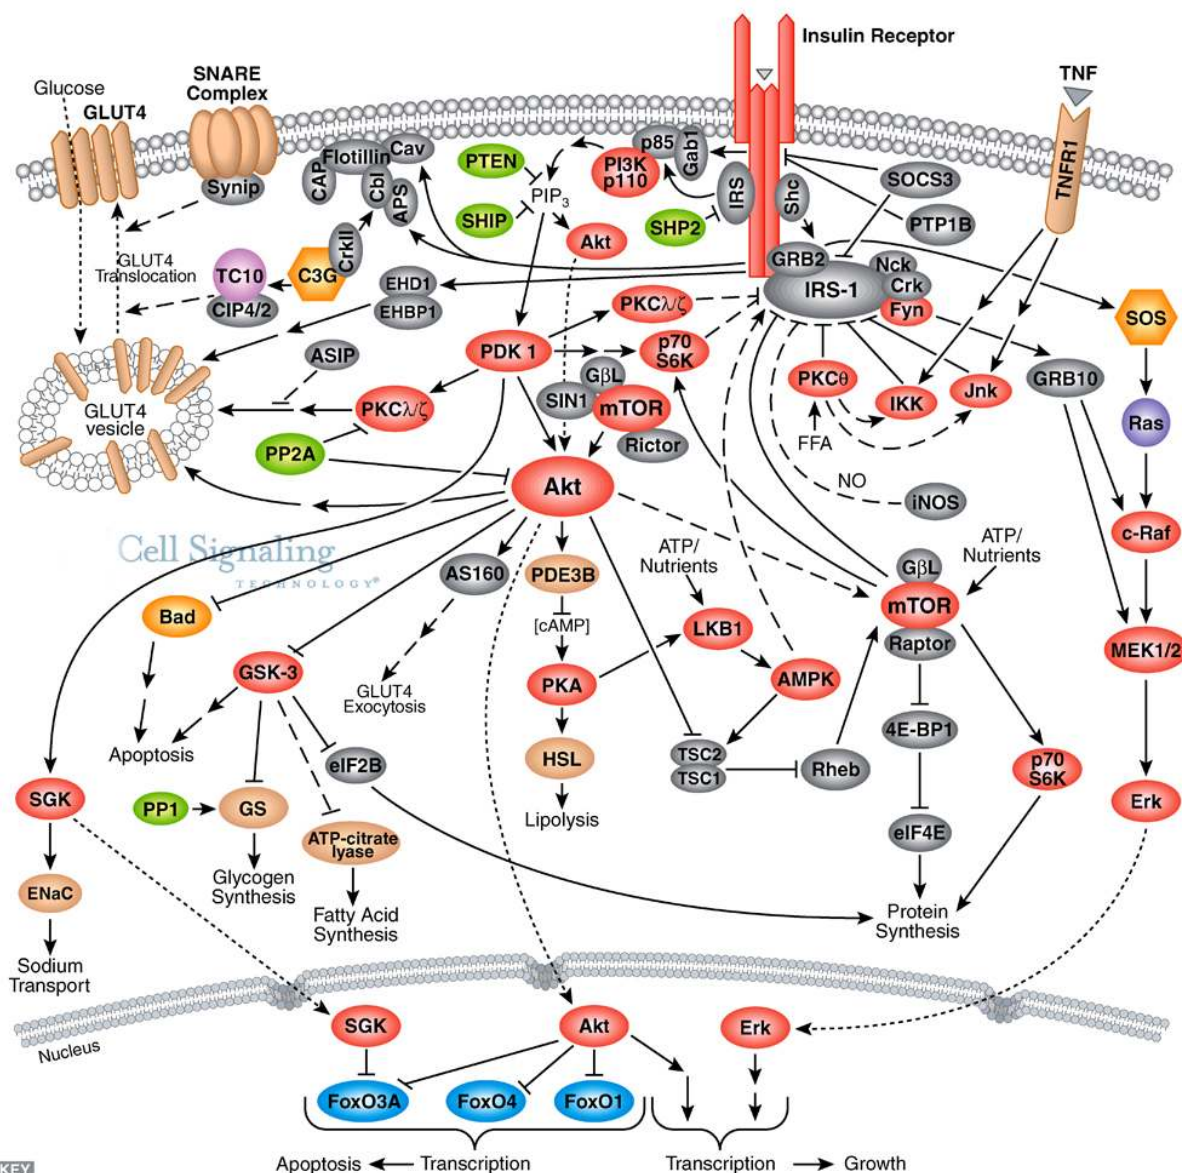 Insulin Receptor
TNF
SNARE
Complex
Glucose
GLUT4
Synip
CAP
Flotillin
Cav
Cbl
APS
CrkII
PTEN
PIP3
SHIP
Akt
p85
Gab1
PI3K
p110
IRS
SHP2
Shc
SOCS3
PTP1B
TNFR1
GLUT4
Translocation
TC10
CIP4/2
C3G
EHD1
EHBP1
GRB2
IRS-1
Nck
Crk
Fyn
SOS
PKCλ/ζ
p70
S6K
PDK 1
ASIP
GLUT4
vesicle
PKCλ/ζ
PP2A
SIN1
GβL
mTOR
Rictor
PKCθ
FFA
IKK
Jnk
GRB10
Ras
NO
iNOS
Akt
c-Raf
Cell Signaling
TECHNOLOGY®
AS160
PDE3B
[cAMP]
ATP/
Nutrients
ATP/
Nutrients
GβL
mTOR
Raptor
Bad
LKB1
MEK1/2
GSK-3
GLUT4
Exocytosis
PKA
AMPK
Apoptosis
eIF2B
HSL
TSC2
TSC1
Rheb
4E-BP1
p70
S6K
SGK
PP1
GS
Lipolysis
Erk
ATP-citrate
lyase
eIF4E
ENaC
Glycogen
Synthesis
Fatty Acid
Synthesis
Protein
Synthesis
Sodium
Transport
Nucleus
SGK
Akt
Erk
FoxO3A
FoxO4
FoxO1
Apoptosis
Transcription
Transcription
Growth
KEY